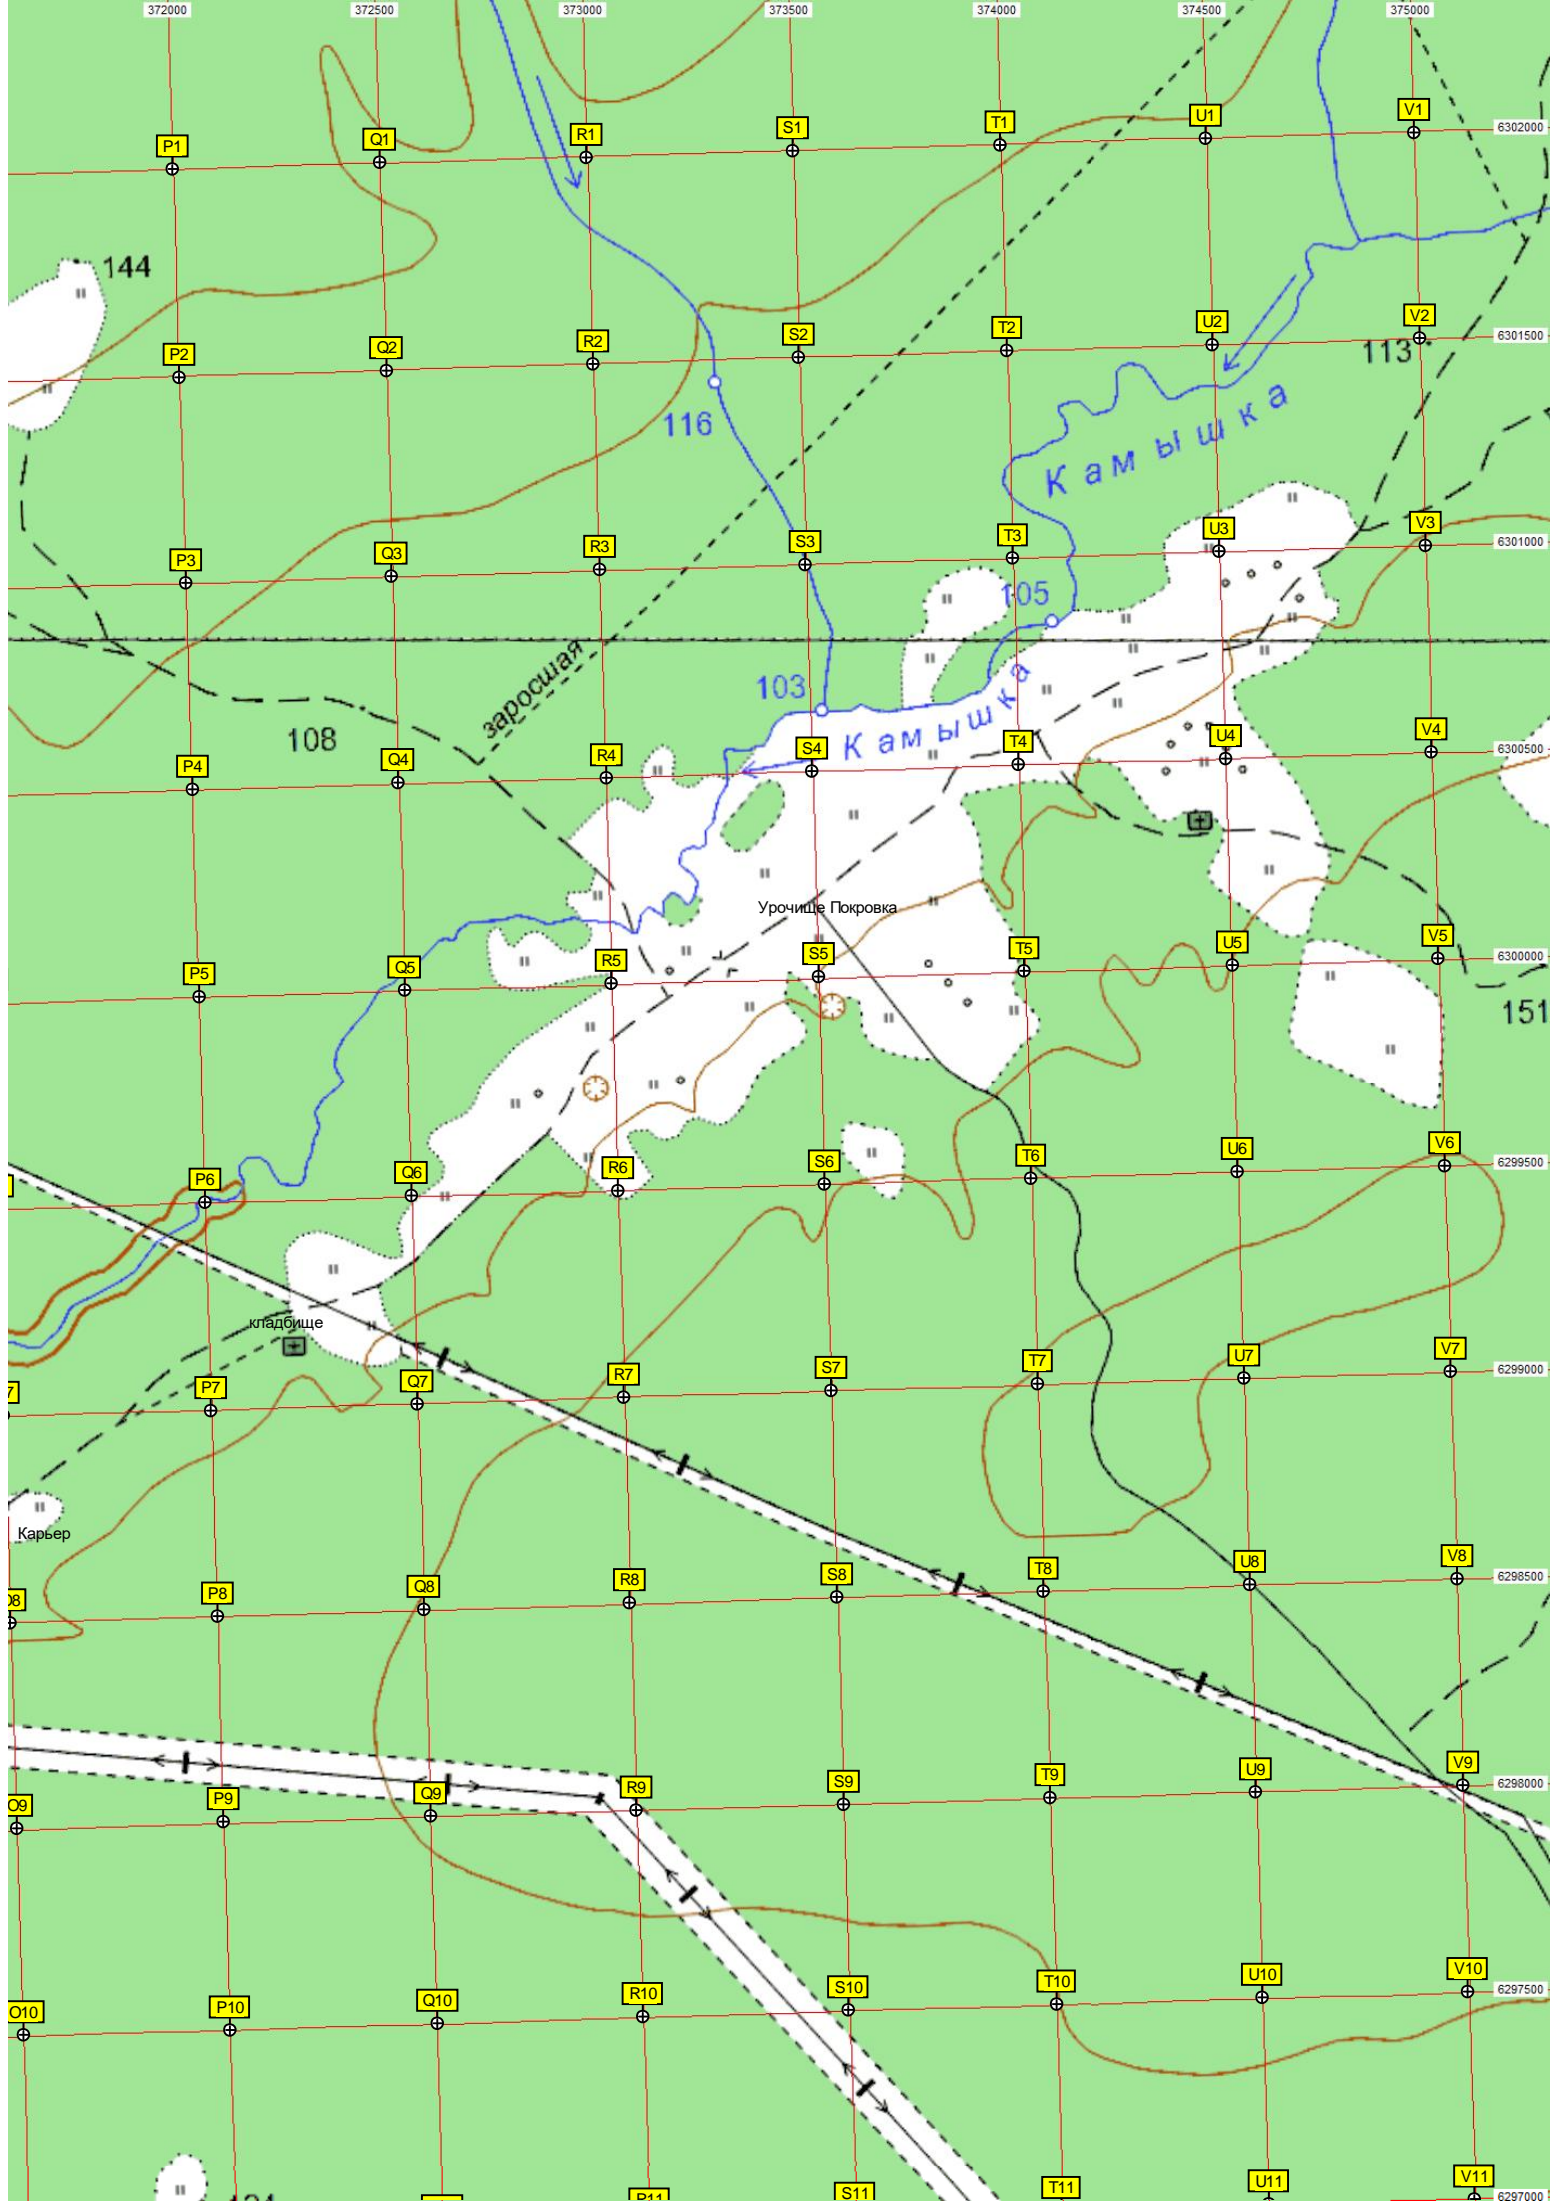 372000 372500 373000 373500 374000 374500 375000
P1 Q1 R1 S1 T1 U1 V1 6302000
144
P2 Q2 R2 S2 T2 U2 V2 6301500
113
116
Камышка
P3 Q3 R3 S3 T3 U3 V3 6301000
105
заросшая
103
108
Камышка
P4 Q4 R4 S4 T4 U4 V4 6300500
Урочище Покровка
P5 Q5 R5 S5 T5 U5 V5 6300000
151
P6 Q6 R6 S6 T6 U6 V6 6299500
кладбище
7 P7 Q7 R7 S7 T7 U7 V7 6299000
Карьер
P8 Q8 R8 S8 T8 U8 V8 6298500
O9 P9 Q9 R9 S9 T9 U9 V9 6298000
O10 P10 Q10 R10 S10 T10 U10 V10 6297500
R11 S11 T11 U11 V11 6297000